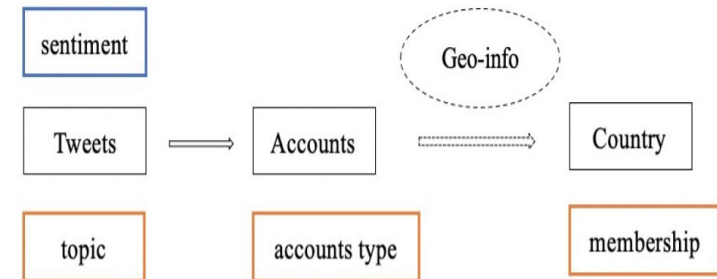 sentiment
Geo-info
Tweets
Accounts
Country
topic
accounts type
membership